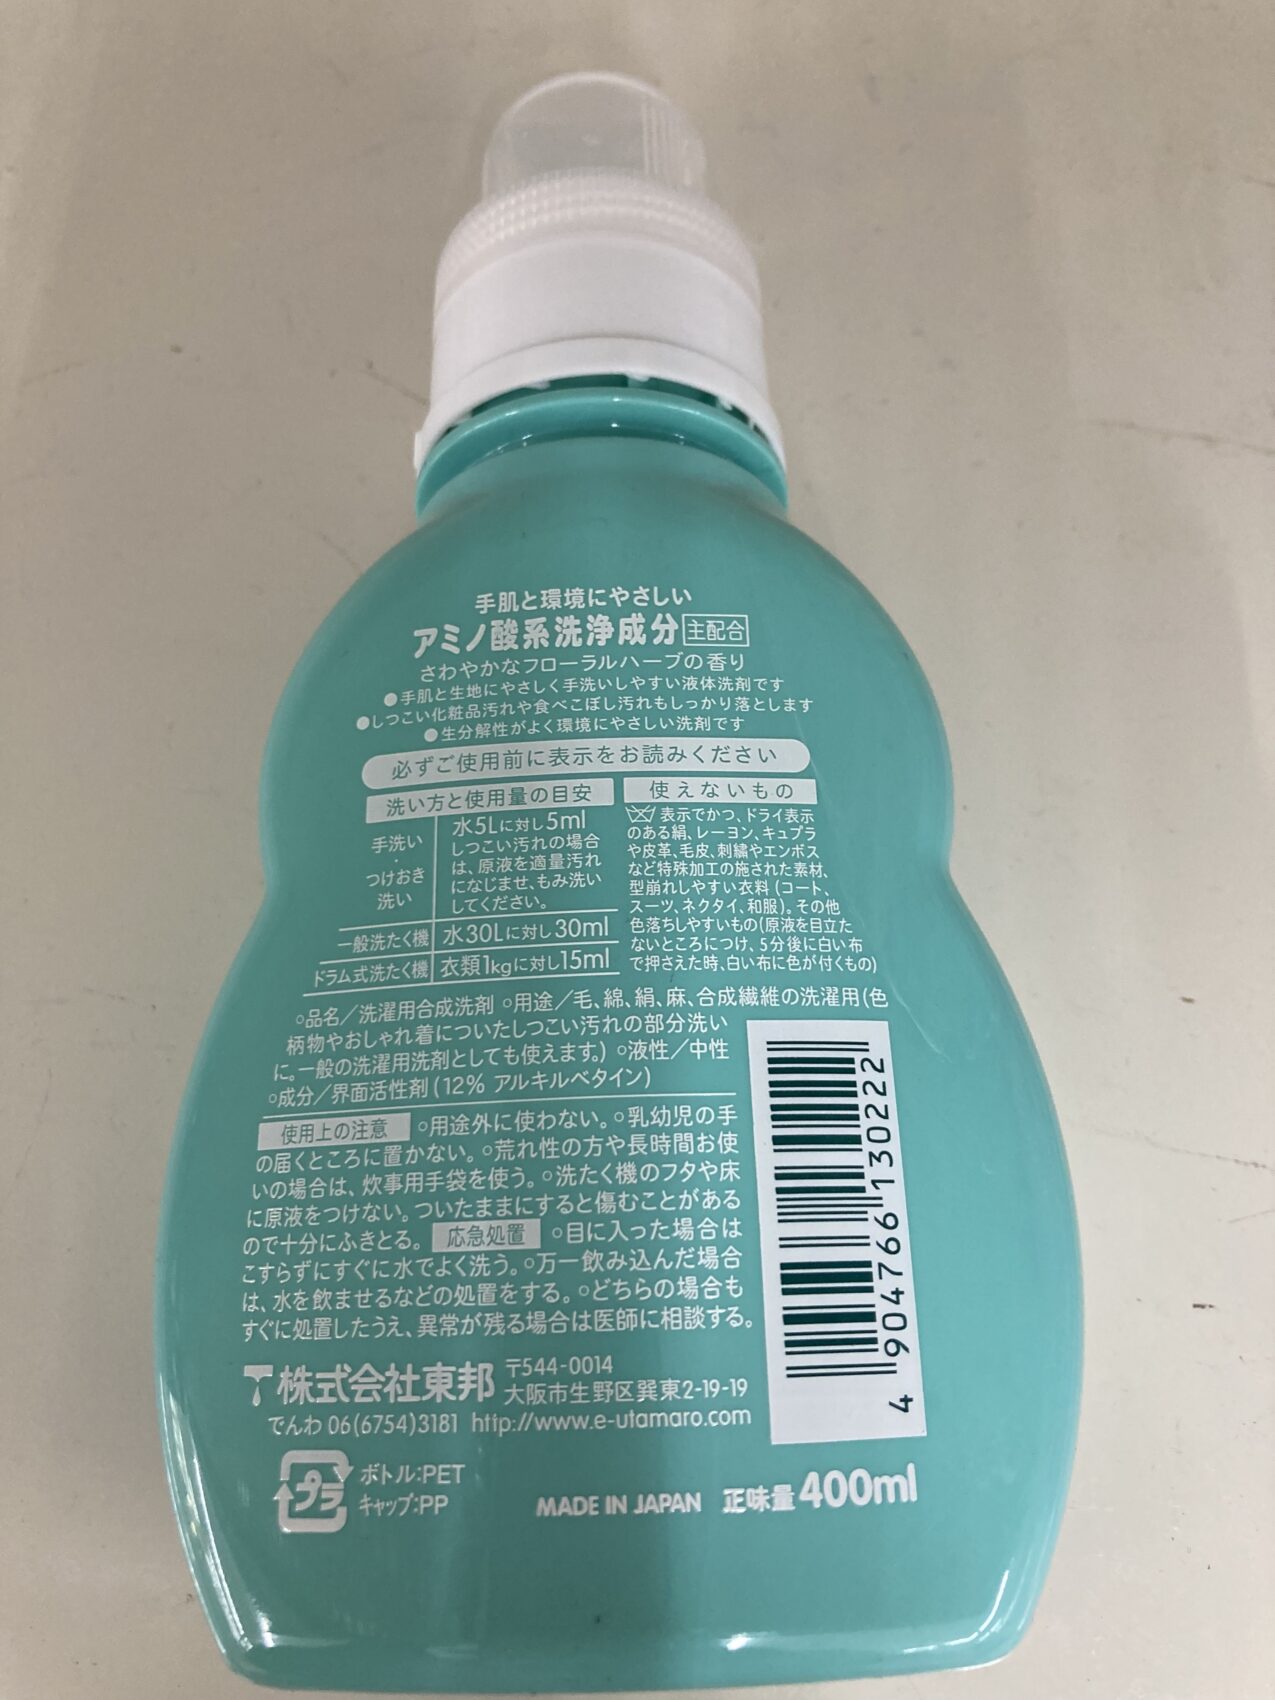 手肌と環境にやさしい
アミノ酸系洗浄成分 主配合
さわやかなフローラルハーブの香り
●手肌と生地にやさしく手洗いしやすい液体洗剤です
●しつこい化粧品汚れや食べこぼし汚れもしっかり落とします
●生分解性がよく環境にやさしい洗剤です
必ずご使用前に表示をお読みください
洗い方と使用量の目安
手洗い
・
つけおき
洗い
水5Lに対し5ml
しつこい汚れの場合
は、原液を適量汚れ
になじませ、もみ洗い
してください。
一般洗たく機 水30Lに対し30ml
ドラム式洗たく機 衣類1kgに対し15ml
使えないもの
表示でかつ、ドライ表示
のある絹、レーヨン、キュプラ
や皮革、毛皮、刺繍やエンボス
など特殊加工の施された素材、
型崩れしやすい衣料(コート、
スーツ、ネクタイ、和服)。その他
色落ちしやすいもの(原液を目立た
ないところにつけ、5分後に白い布
で押さえた時、白い布に色が付くもの)
○品名/洗濯用合成洗剤 ○用途/毛、綿、絹、麻、合成繊維の洗濯用(色
柄物やおしゃれ着についたしつこい汚れの部分洗い
に。一般の洗濯用洗剤としても使えます。) ○液性/中性
○成分/界面活性剤(12% アルキルベタイン)
使用上の注意 ○用途外に使わない。○乳幼児の手
の届くところに置かない。○荒れ性の方や長時間お使
いの場合は、炊事用手袋を使う。○洗たく機のフタや床
に原液をつけない。ついたままにすると傷むことがある
ので十分にふきとる。 応急処置 ○目に入った場合は
こすらずにすぐに水でよく洗う。○万一飲み込んだ場合
は、水を飲ませるなどの処置をする。○どちらの場合も
すぐに処置したうえ、異常が残る場合は医師に相談する。
4 904766 130222
株式会社東邦 〒544-0014
大阪市生野区巽東2-19-19
でんわ 06(6754)3181 http://www.e-utamaro.com
プラ
ボトル:PET
キャップ:PP
MADE IN JAPAN 正味量 400ml